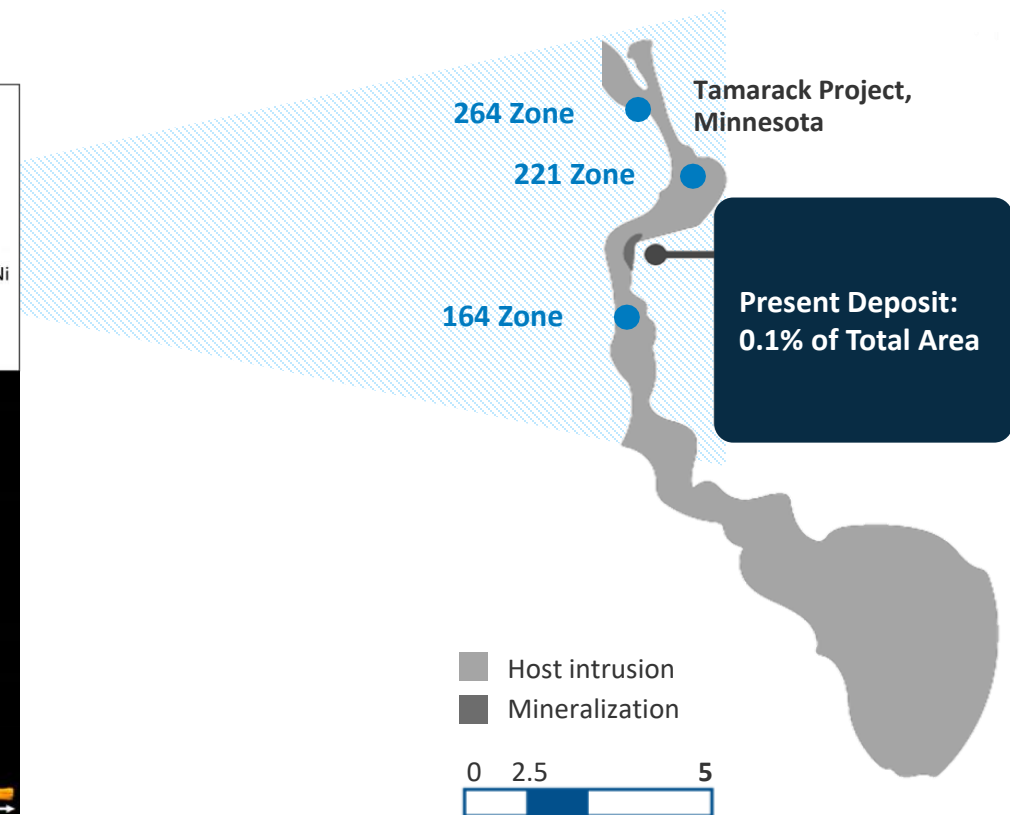 Tamarack Project,
Minnesota
264 Zone
221 Zone
Present Deposit:
0.1% of Total Area
164 Zone
Host intrusion
Mineralization
0 2.5 5